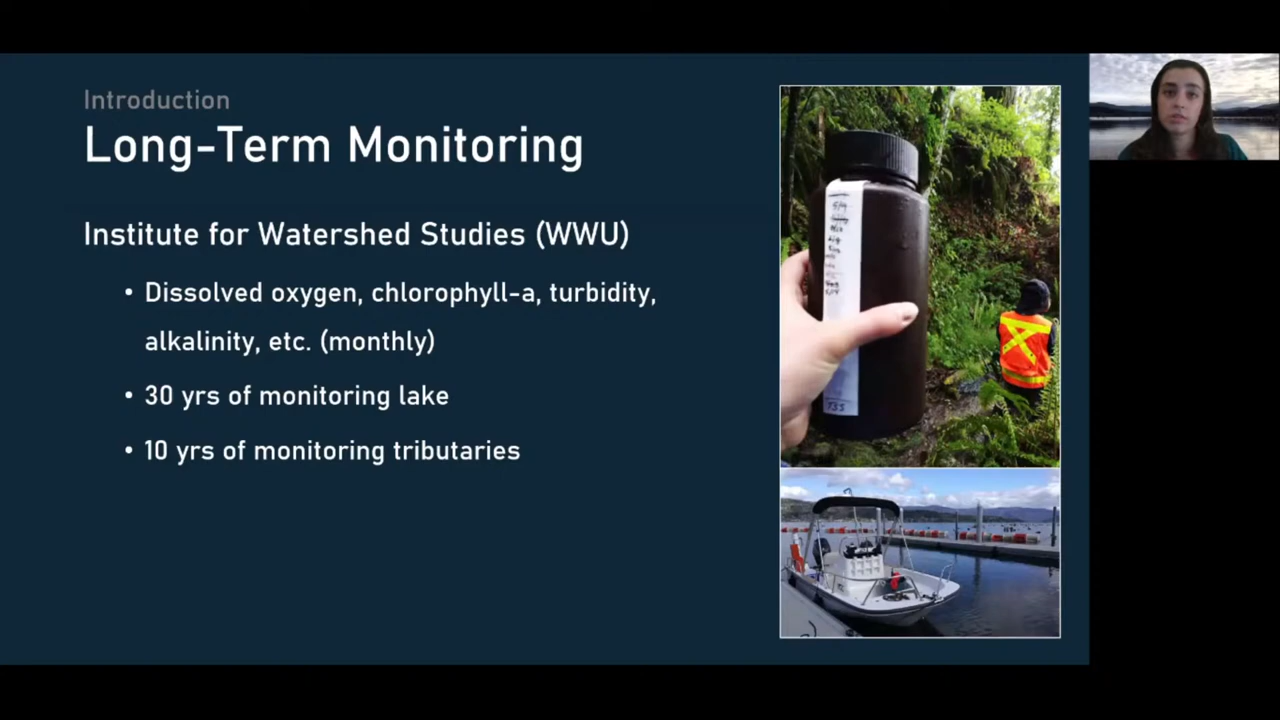 Introduction
Long-Term Monitoring
Institute for Watershed Studies (WWU)
• Dissolved oxygen, chlorophyll-a, turbidity,
alkalinity, etc. (monthly)
• 30 yrs of monitoring lake
• 10 yrs of monitoring tributaries